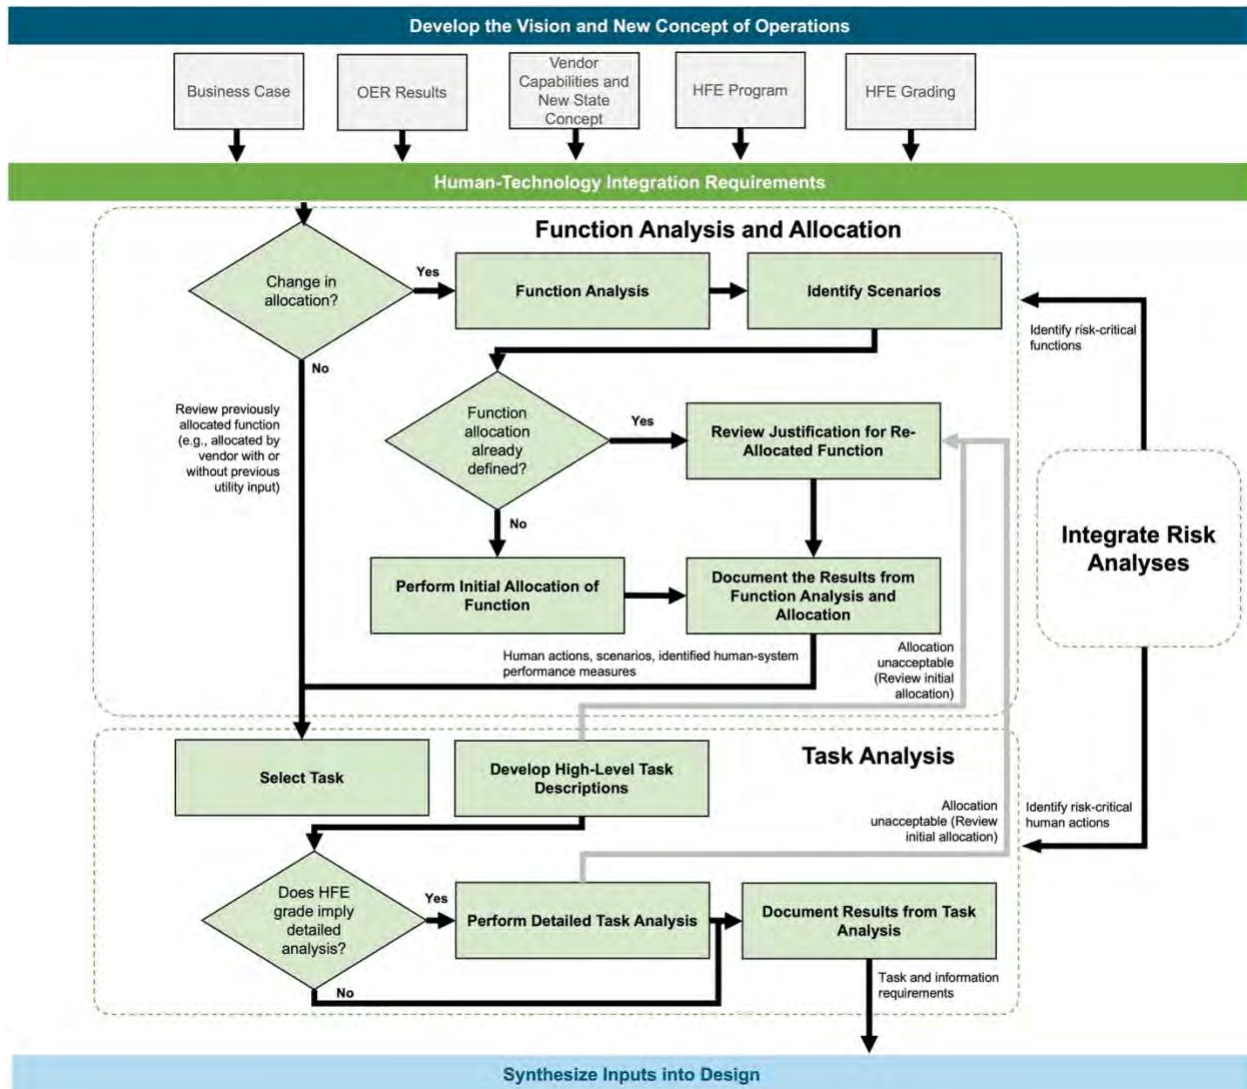 Develop the Vision and New Concept of Operations
Business Case
OER Results
Vendor
Capabilities and
New State
Concept
HFE Program
HFE Grading
Human-Technology Integration Requirements
Function Analysis and Allocation
Change in
allocation?
Yes
Function Analysis
Identify Scenarios
Identify risk-critical
functions
No
Review previously
allocated function
(e.g., allocated by
vendor with or
without previous
utility input)
Function
allocation
already
defined?
Yes
Review Justification for Re-
Allocated Function
No
Integrate Risk
Analyses
Perform Initial Allocation of
Function
Document the Results from
Function Analysis and
Allocation
Human actions, scenarios, identified human-system
performance measures
Allocation
unacceptable
(Review initial
allocation)
Task Analysis
Select Task
Develop High-Level Task
Descriptions
Allocation
unacceptable (Review
initial allocation)
Identify risk-critical
human actions
Does HFE
grade imply
detailed
analysis?
Yes
Perform Detailed Task Analysis
Document Results from Task
Analysis
No
Task and information
requirements
Synthesize Inputs into Design